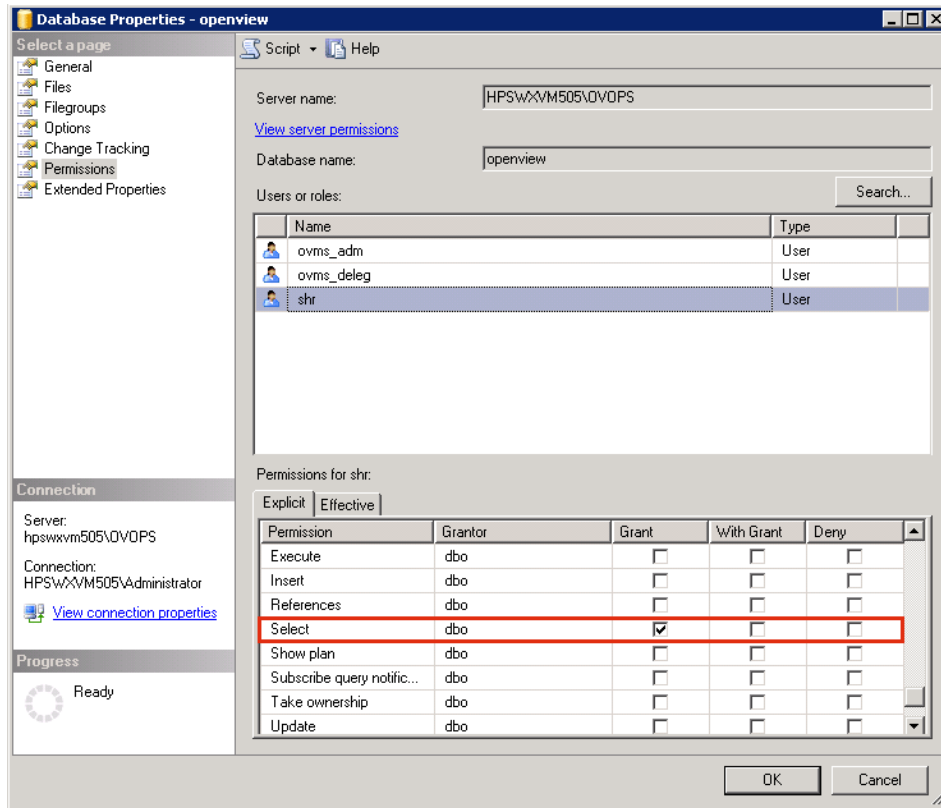 Database Properties - openview
Select a page
General
Files
Filegroups
Options
Change Tracking
Permissions
Extended Properties
Script Help
Server name: HPSWXVM505\OVOPS
View server permissions
Database name: openview
Users or roles: Search...
Name Type
ovms_adm User
ovms_deleg User
shr User
Connection
Server:
hpswxvm505\OVOPS
Connection:
HPSWXVM505\Administrator
View connection properties
Progress
Ready
Permissions for shr:
Explicit Effective
Permission Grantor Grant With Grant Deny
Execute dbo
Insert dbo
References dbo
Select dbo
Show plan dbo
Subscribe query notific... dbo
Take ownership dbo
Update dbo
OK Cancel